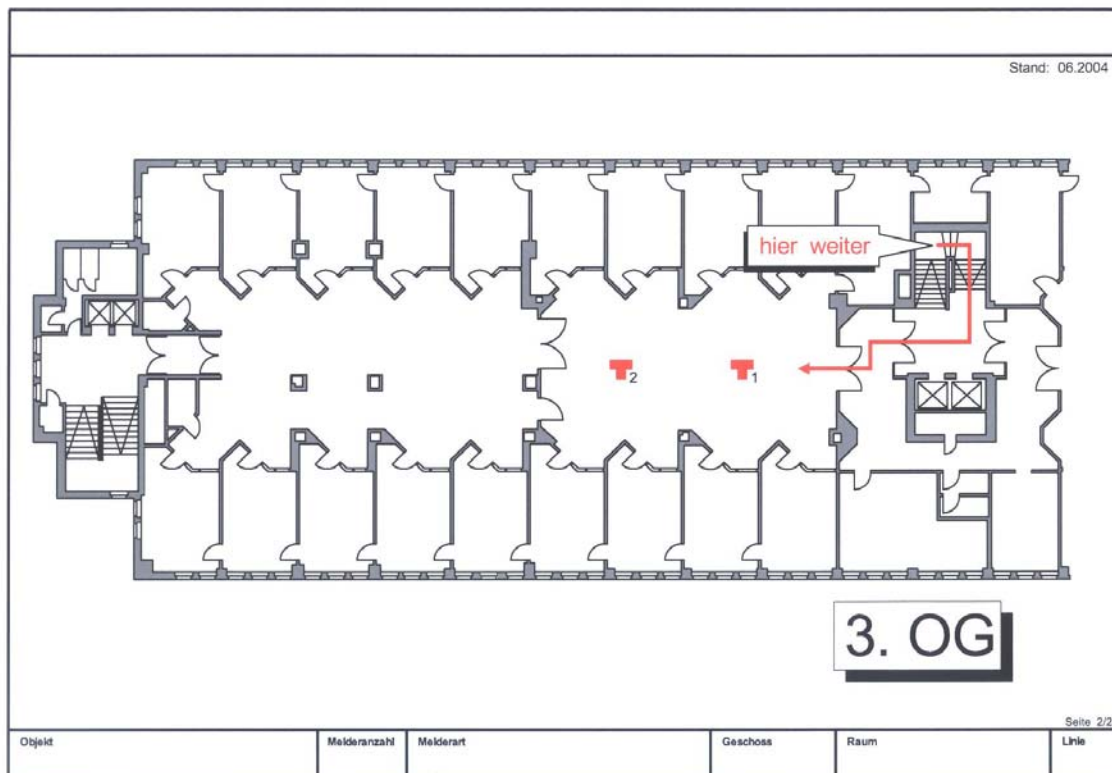 Stand: 06.2004
hier weiter
2
1
3. OG
Seite 2/2
Objekt
Melderanzahl
Melderart
Geschoss
Raum
Linie